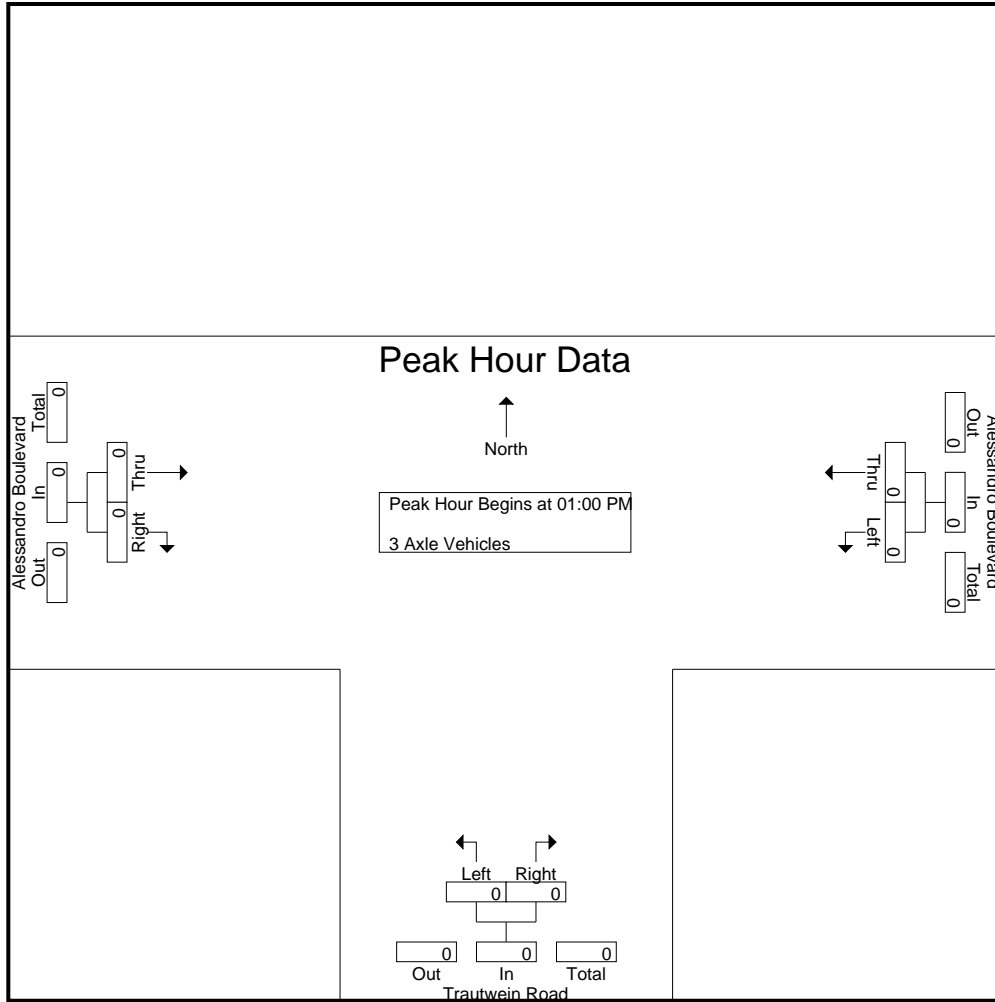 Peak Hour Data
North
Peak Hour Begins at 01:00 PM
3 Axle Vehicles
Alessandro Boulevard
Total
0
In
0
Out
0
Thru
0
Right
0
Alessandro Boulevard
Out
0
In
0
Total
0
Thru
0
Left
0
Left Right
0 0
0 0 0
Out In Total
Trautwein Road